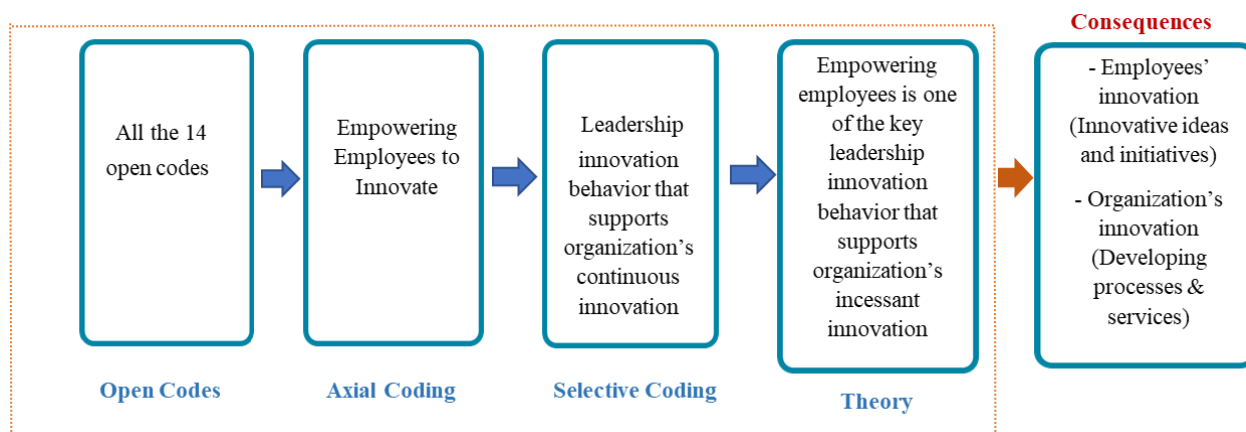 Consequences
All the 14
open codes
Empowering
Employees to
Innovate
Leadership
innovation
behavior that
supports
organization’s
continuous
innovation
Empowering
employees is one
of the key
leadership
innovation
behavior that
supports
organization’s
incessant
innovation
- Employees’
innovation
(Innovative ideas
and initiatives)
- Organization’s
innovation
(Developing
processes &
services)
Open Codes
Axial Coding
Selective Coding
Theory